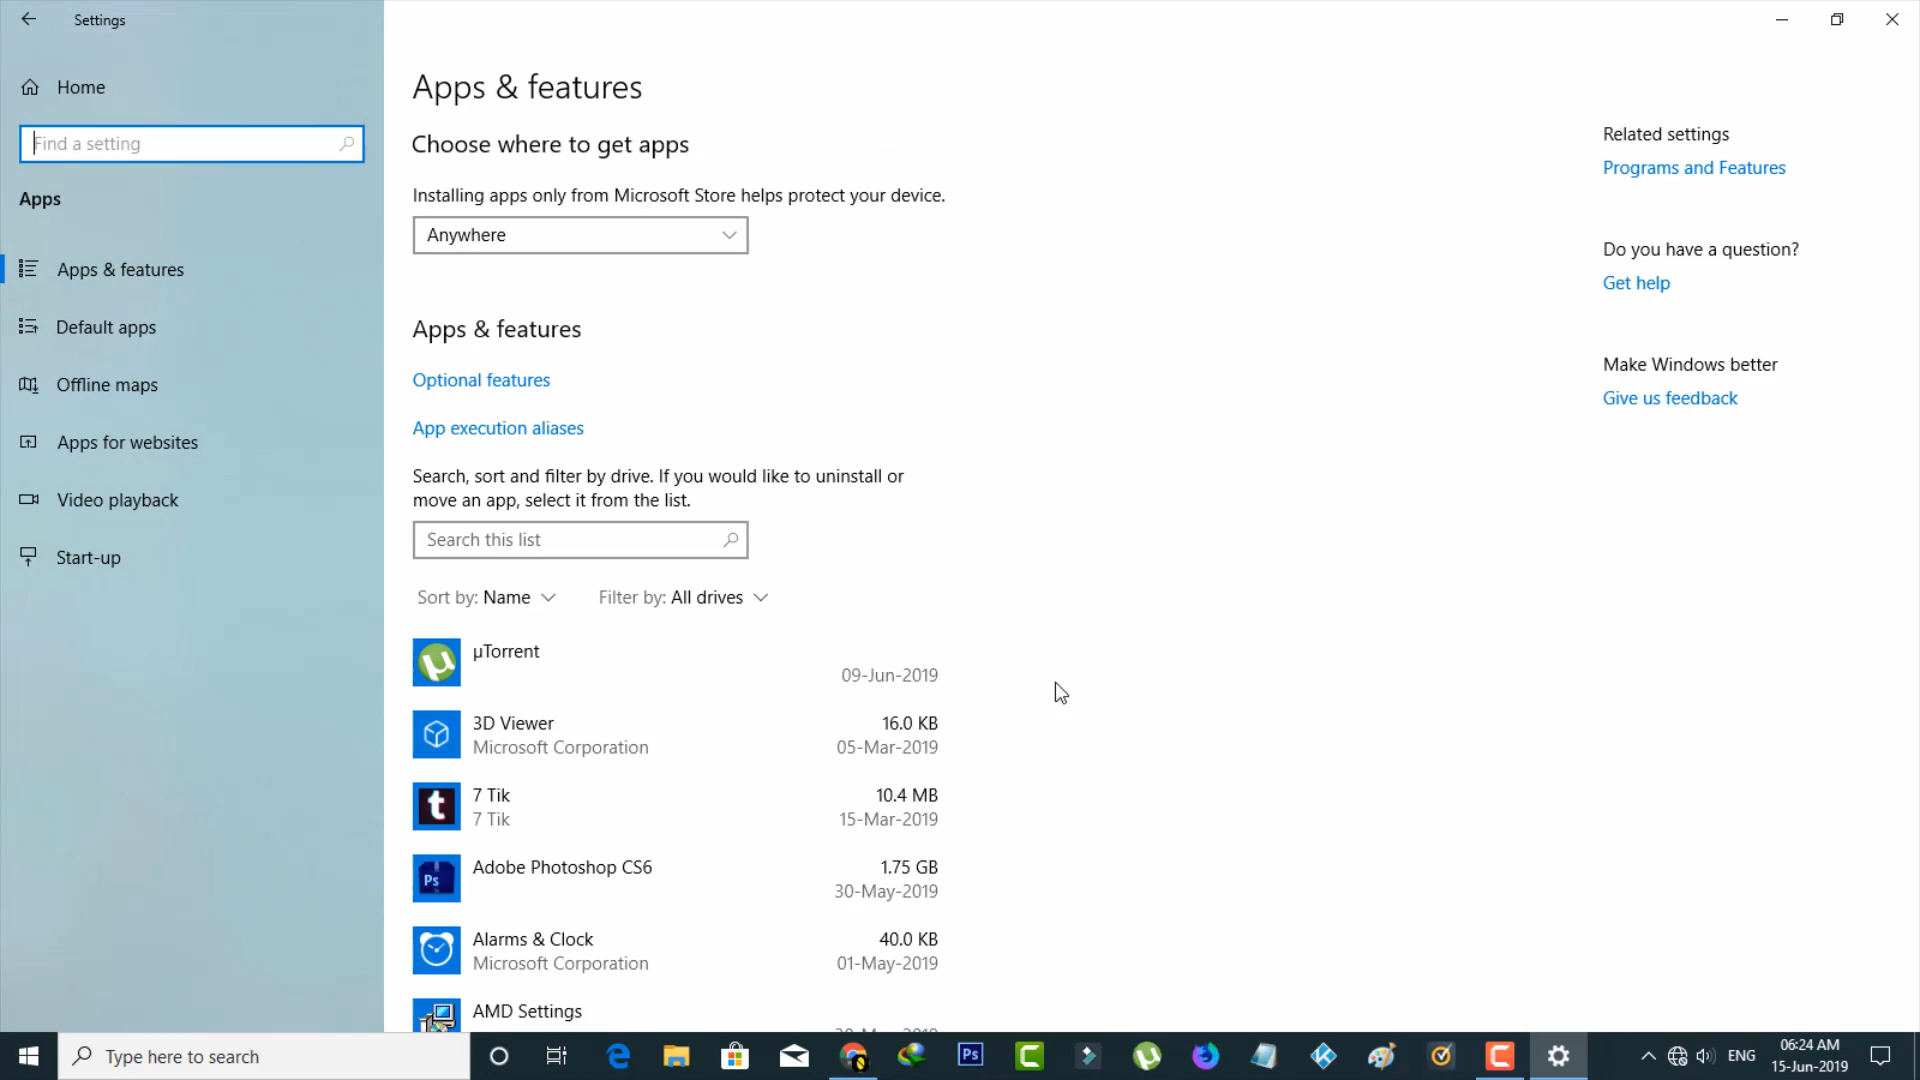 Settings
Home
Find a setting
Apps
Apps & features
Default apps
Offline maps
Apps for websites
Video playback
Start-up
Apps & features
Choose where to get apps
Installing apps only from Microsoft Store helps protect your device.
Anywhere
Apps & features
Optional features
App execution aliases
Search, sort and filter by drive. If you would like to uninstall or
move an app, select it from the list.
Search this list
Sort by: Name
Filter by: All drives
µTorrent
09-Jun-2019
3D Viewer
16.0 KB
Microsoft Corporation
05-Mar-2019
7 Tik
10.4 MB
7 Tik
15-Mar-2019
Ps
Adobe Photoshop CS6
1.75 GB
30-May-2019
Alarms & Clock
40.0 KB
Microsoft Corporation
01-May-2019
AMD Settings
Related settings
Programs and Features
Do you have a question?
Get help
Make Windows better
Give us feedback
Type here to search
Ps
ENG
06:24 AM
15-Jun-2019